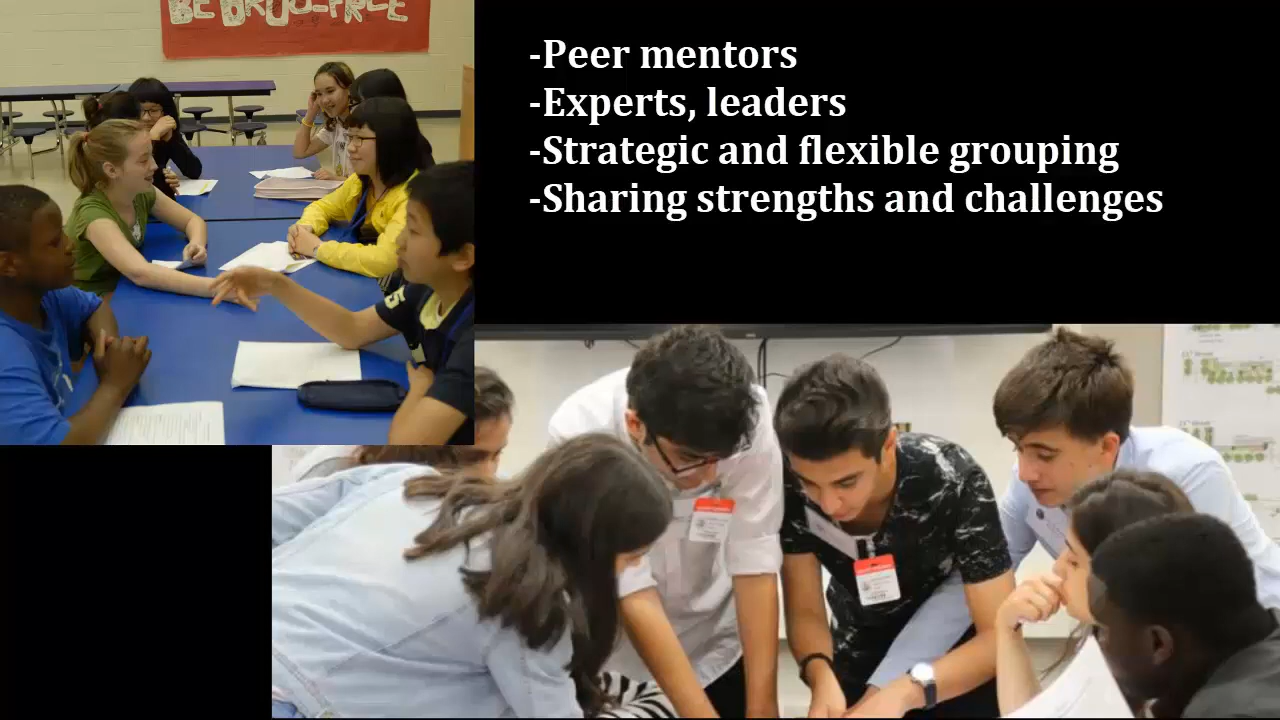 BE DRUG-FREE
-Peer mentors
-Experts, leaders
-Strategic and flexible grouping
-Sharing strengths and challenges